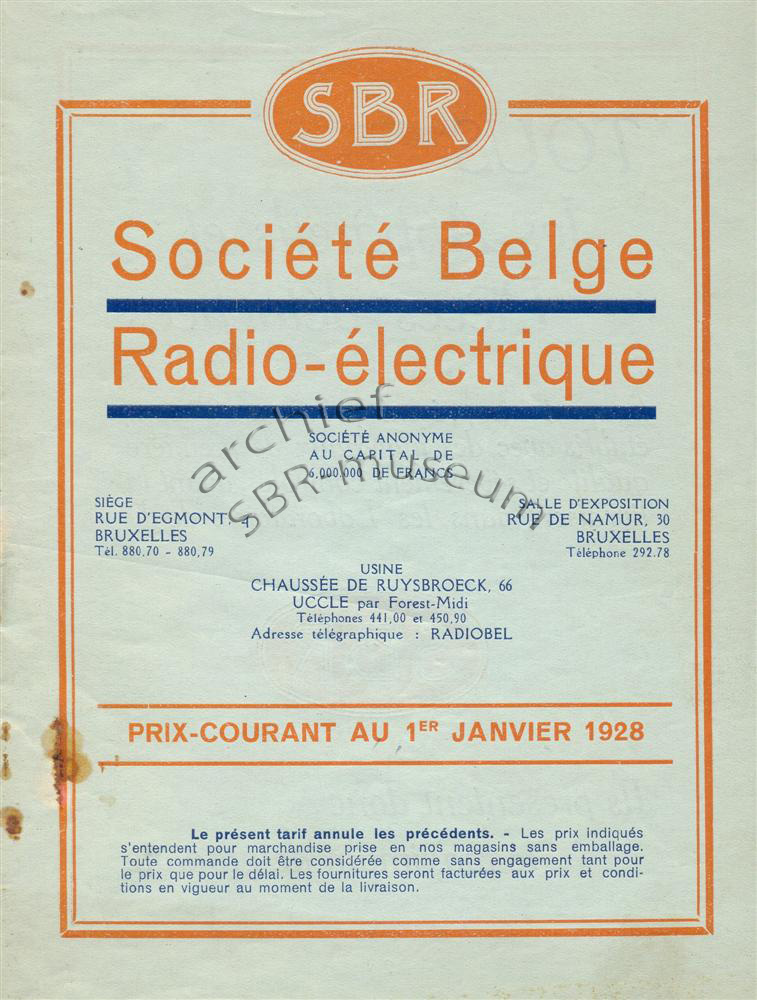 SBR
Société Belge
Radio-électrique
SOCIÉTÉ ANONYME
AU CAPITAL DE
6,000.000 DE FRANCS
archief
SBR-museum
SIÈGE
RUE D'EGMONT, 4
BRUXELLES
Tél. 880,70 - 880,79
SALLE D'EXPOSITION
RUE DE NAMUR, 30
BRUXELLES
Téléphone 292.78
USINE
CHAUSSÉE DE RUYSBROECK, 66
UCCLE par Forest-Midi
Téléphones 441,00 et 450,90
Adresse télégraphique : RADIOBEL
PRIX-COURANT AU 1ER JANVIER 1928
Le présent tarif annule les précédents. - Les prix indiqués
s'entendent pour marchandise prise en nos magasins sans emballage.
Toute commande doit être considérée comme sans engagement tant pour
le prix que pour le délai. Les fournitures seront facturées aux prix et condi-
tions en vigueur au moment de la livraison.